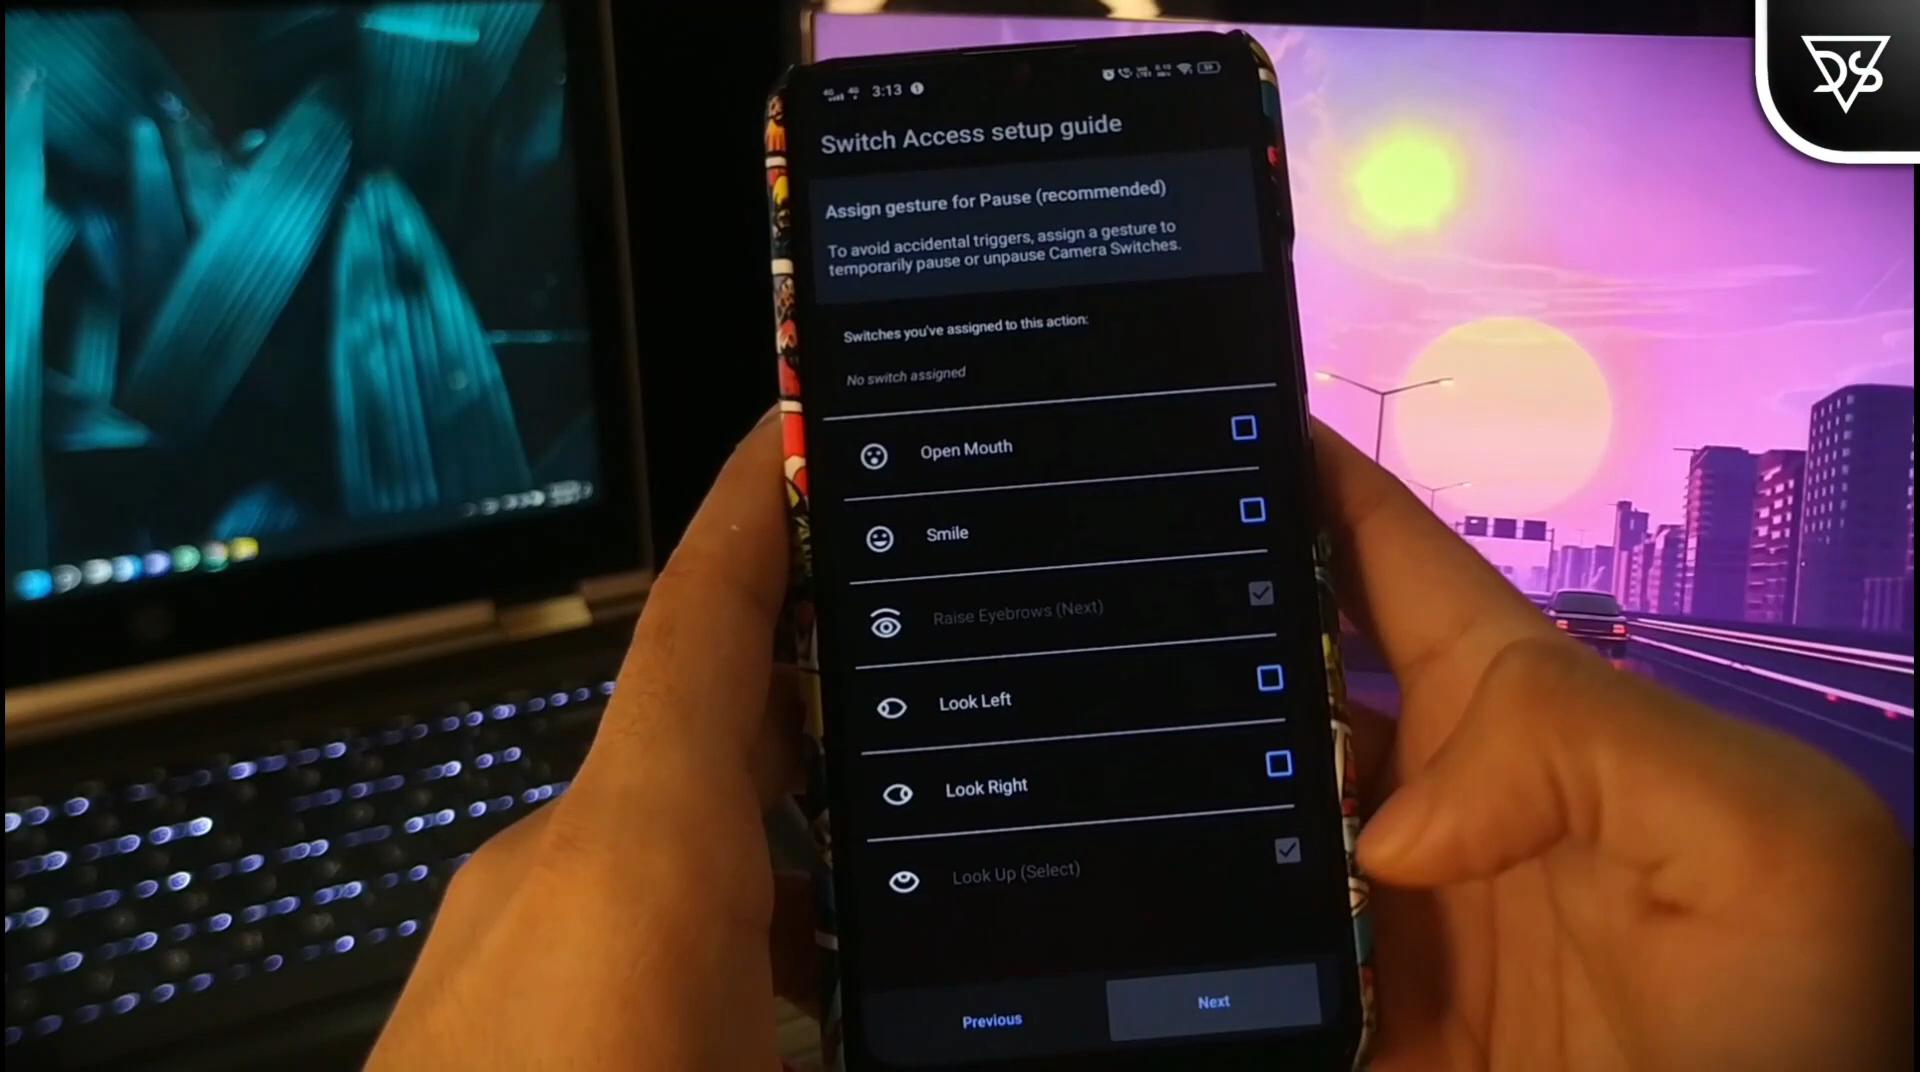 3:13
Switch Access setup guide
Assign gesture for Pause (recommended)
To avoid accidental triggers, assign a gesture to
temporarily pause or unpause Camera Switches.
Switches you've assigned to this action:
No switch assigned
Open Mouth
Smile
Raise Eyebrows (Next)
Look Left
Look Right
Look Up (Select)
Previous
Next
DS